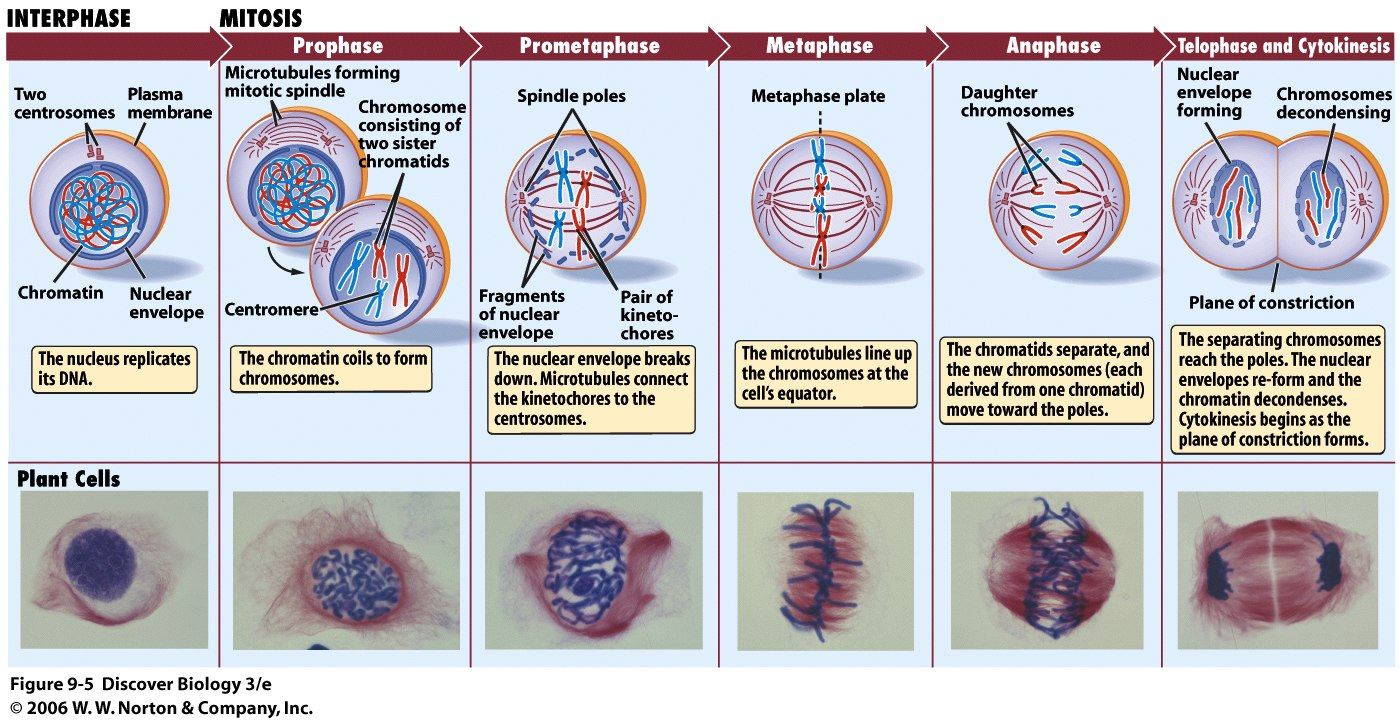 INTERPHASE
MITOSIS
Prophase
Prometaphase
Metaphase
Anaphase
Telophase and Cytokinesis
Two
centrosomes
Plasma
membrane
Chromatin
Nuclear
envelope
The nucleus replicates
its DNA.
Microtubules forming
mitotic spindle
Chromosome
consisting of
two sister
chromatids
Centromere
The chromatin coils to form
chromosomes.
Spindle poles
Fragments
of nuclear
envelope
Pair of
kineto-
chores
The nuclear envelope breaks
down. Microtubules connect
the kinetochores to the
centrosomes.
Metaphase plate
The microtubules line up
the chromosomes at the
cell's equator.
Daughter
chromosomes
The chromatids separate, and
the new chromosomes (each
derived from one chromatid)
move toward the poles.
Nuclear
envelope
forming
Chromosomes
decondensing
Plane of constriction
The separating chromosomes
reach the poles. The nuclear
envelopes re-form and the
chromatin decondenses.
Cytokinesis begins as the
plane of constriction forms.
Plant Cells
Figure 9-5 Discover Biology 3/e
© 2006 W. W. Norton & Company, Inc.